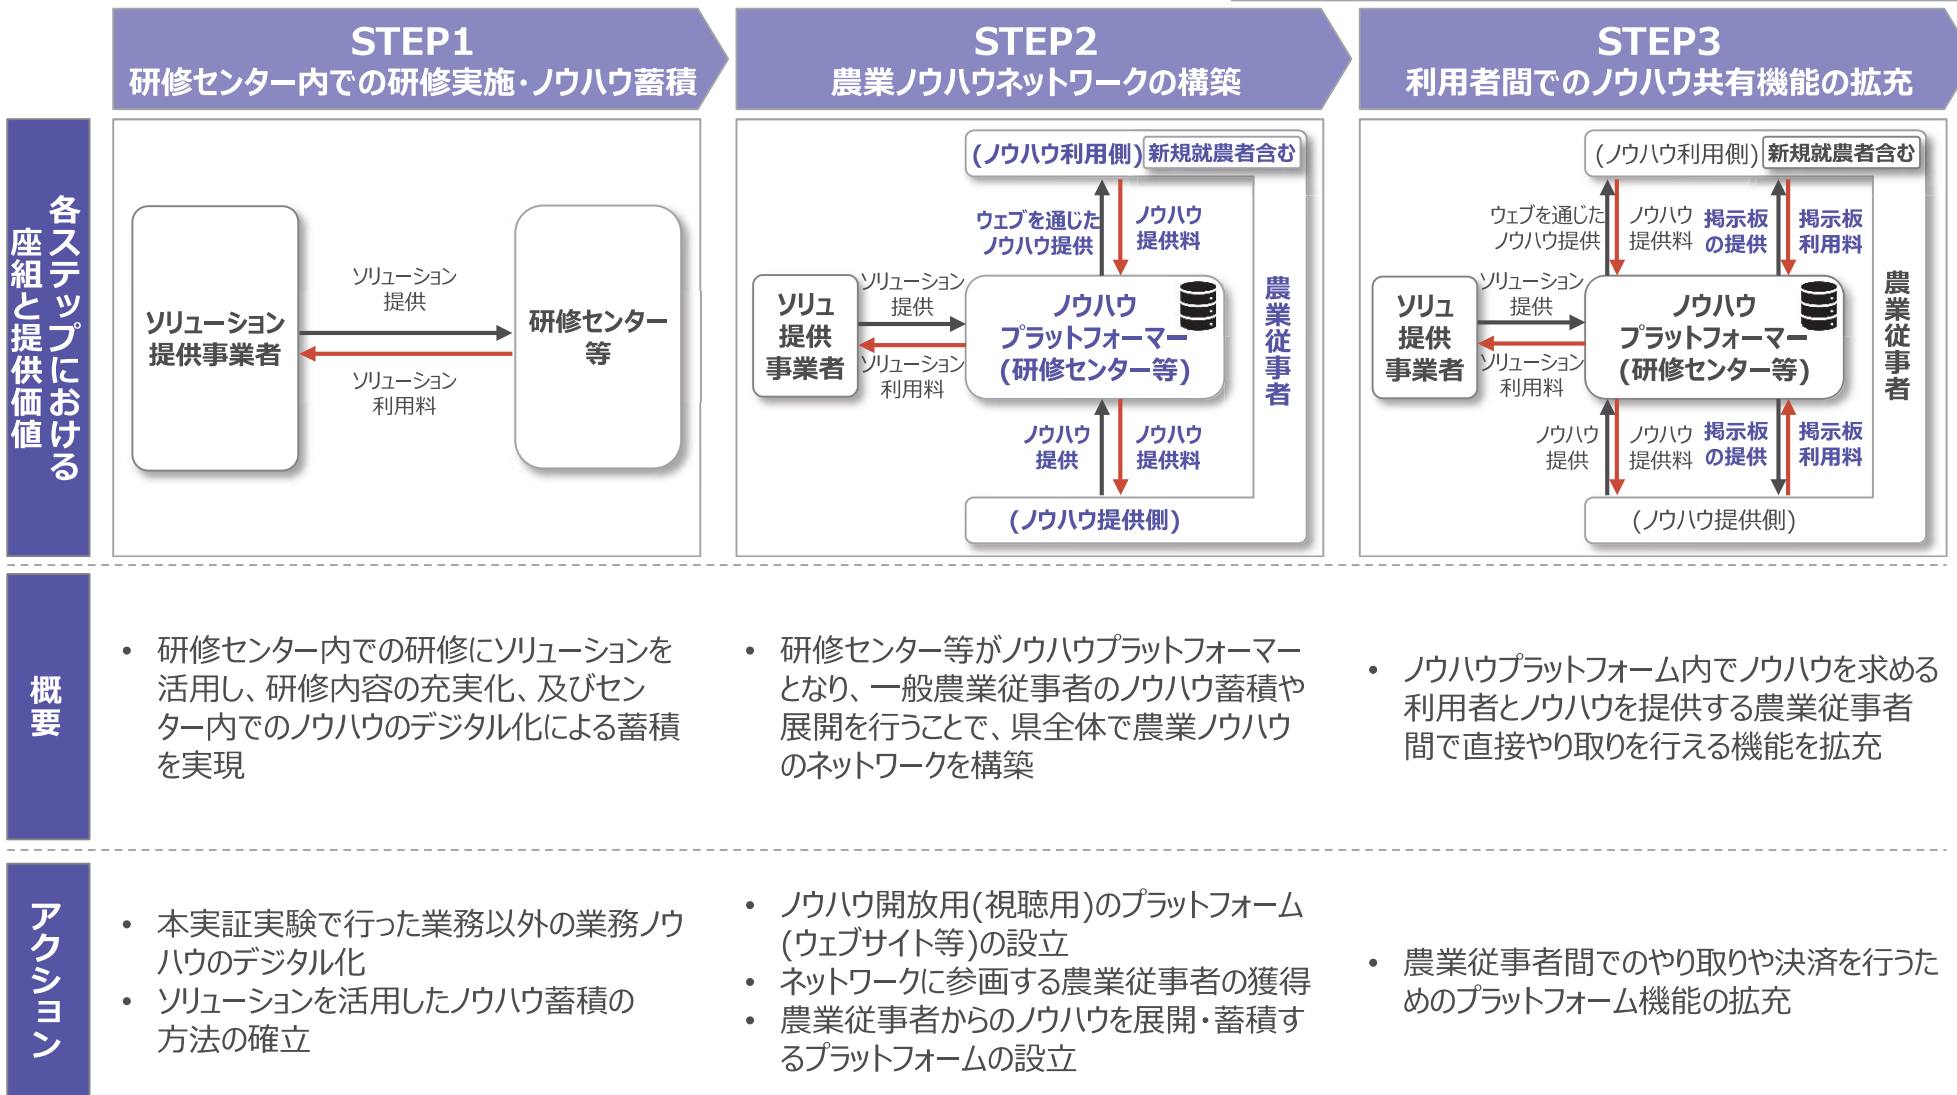 STEP1
研修センター内での研修実施・ノウハウ蓄積
STEP2
農業ノウハウネットワークの構築
STEP3
利用者間でのノウハウ共有機能の拡充
各ステップにおける
座組と提供価値
ソリューション
提供事業者
ソリューション
提供
ソリューション
利用料
研修センター
等
(ノウハウ利用側)
新規就農者含む
ウェブを通じた
ノウハウ提供
ノウハウ
提供料
ソリュ
提供
事業者
ソリューション
提供
ソリューション
利用料
ノウハウ
プラットフォーマー
(研修センター等)
農業従事者
ノウハウ
提供
ノウハウ
提供料
(ノウハウ提供側)
(ノウハウ利用側)
新規就農者含む
ウェブを通じた
ノウハウ提供
ノウハウ
提供料
掲示板
の提供
掲示板
利用料
ソリュ
提供
事業者
ソリューション
提供
ソリューション
利用料
ノウハウ
プラットフォーマー
(研修センター等)
農業従事者
ノウハウ
提供
ノウハウ
提供料
掲示板
の提供
掲示板
利用料
(ノウハウ提供側)
概要
• 研修センター内での研修にソリューションを
活用し、研修内容の充実化、及びセン
ター内でのノウハウのデジタル化による蓄積
を実現
• 研修センター等がノウハウプラットフォーマー
となり、一般農業従事者のノウハウ蓄積や
展開を行うことで、県全体で農業ノウハウ
のネットワークを構築
• ノウハウプラットフォーム内でノウハウを求める
利用者とノウハウを提供する農業従事者
間で直接やり取りを行える機能を拡充
アクション
• 本実証実験で行った業務以外の業務ノウ
ハウのデジタル化
• ソリューションを活用したノウハウ蓄積の
方法の確立
• ノウハウ開放用(視聴用)のプラットフォーム
(ウェブサイト等)の設立
• ネットワークに参画する農業従事者の獲得
• 農業従事者からのノウハウを展開・蓄積す
るプラットフォームの設立
• 農業従事者間でのやり取りや決済を行うた
めのプラットフォーム機能の拡充